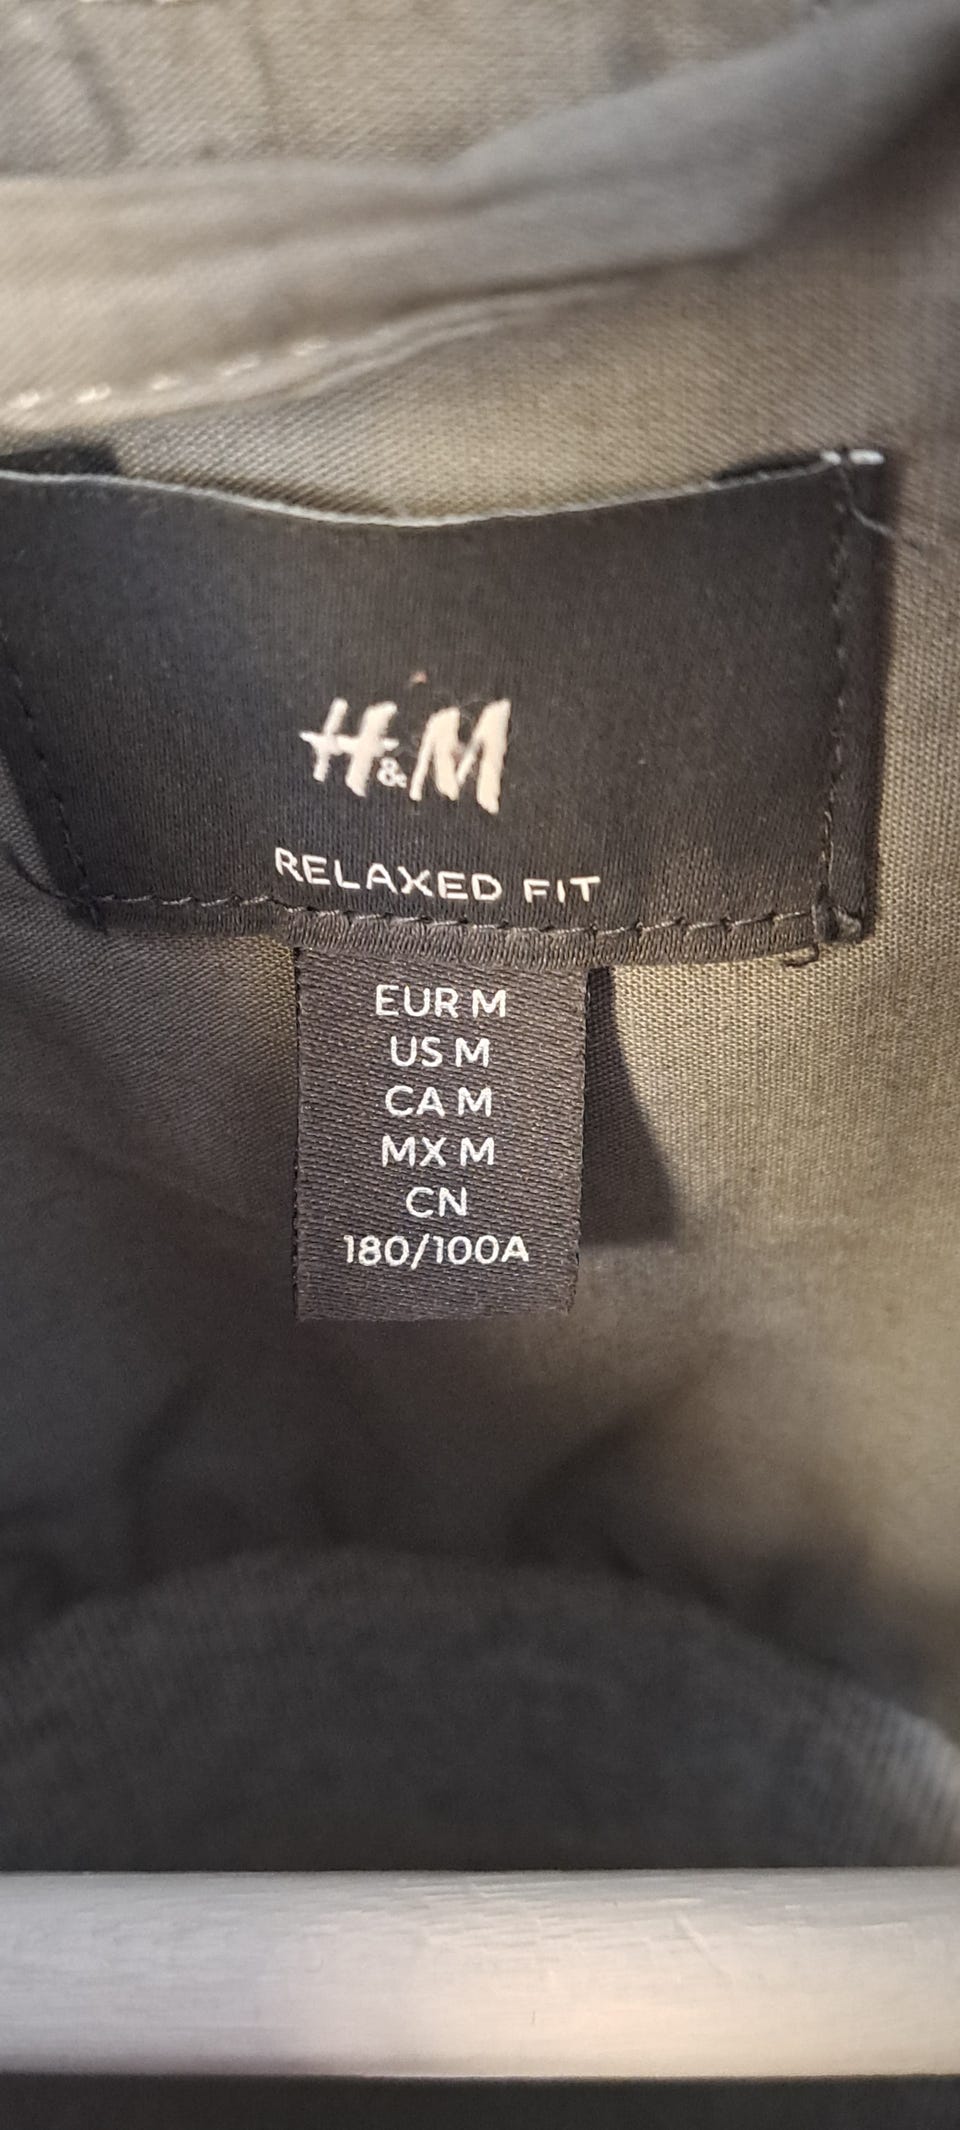 H&M
RELAXED FIT
EUR M
US M
CA M
MX M
CN
180/100A